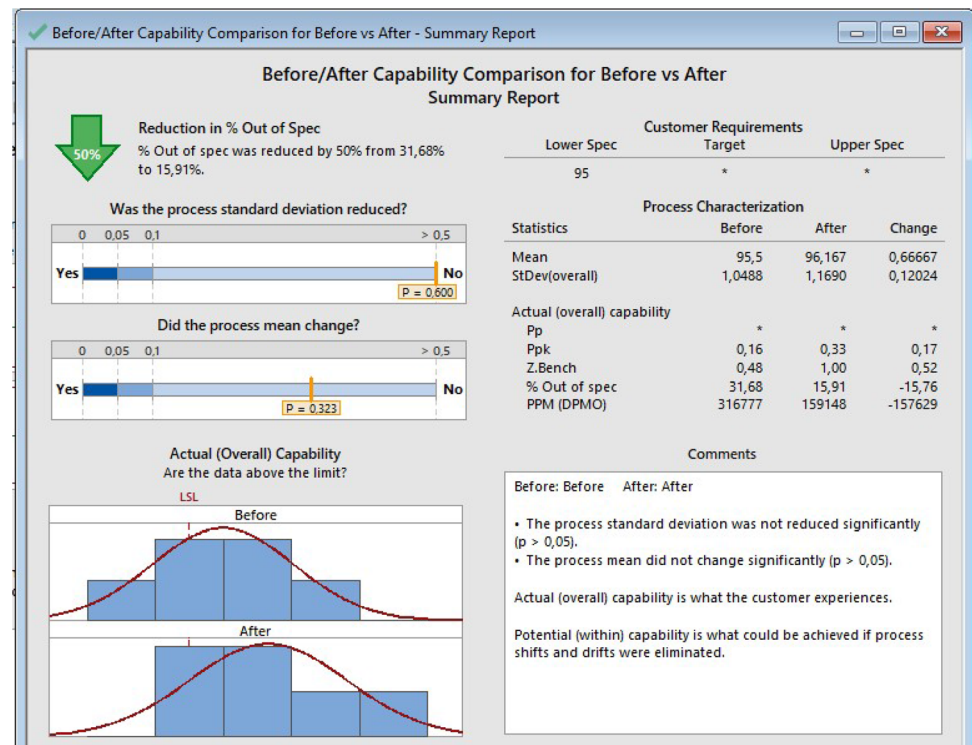 Before/After Capability Comparison for Before vs After - Summary Report
Before/After Capability Comparison for Before vs After
Summary Report
50%
Reduction in % Out of Spec
% Out of spec was reduced by 50% from 31,68%
to 15,91%.
Was the process standard deviation reduced?
0 0,05 0,1 > 0,5
Yes No
P = 0,600
Did the process mean change?
0 0,05 0,1 > 0,5
Yes No
P = 0,323
Actual (Overall) Capability
Are the data above the limit?
LSL
Before
After
Customer Requirements
Lower Spec Target Upper Spec
95 * *
Process Characterization
Statistics Before After Change
Mean 95,5 96,167 0,66667
StDev(overall) 1,0488 1,1690 0,12024
Actual (overall) capability
Pp * * *
Ppk 0,16 0,33 0,17
Z.Bench 0,48 1,00 0,52
% Out of spec 31,68 15,91 -15,76
PPM (DPMO) 316777 159148 -157629
Comments
Before: Before After: After
• The process standard deviation was not reduced significantly
(p > 0,05).
• The process mean did not change significantly (p > 0,05).
Actual (overall) capability is what the customer experiences.
Potential (within) capability is what could be achieved if process
shifts and drifts were eliminated.